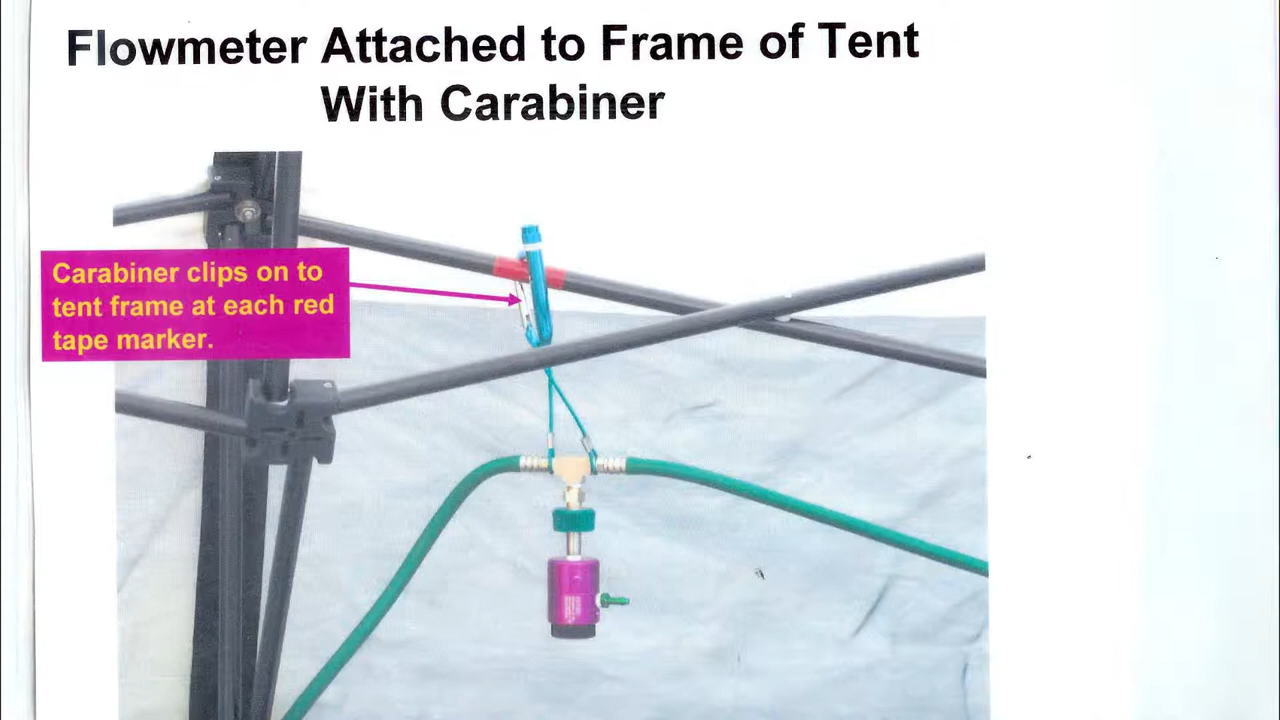 Flowmeter Attached to Frame of Tent
With Carabiner
Carabiner clips on to
tent frame at each red
tape marker.